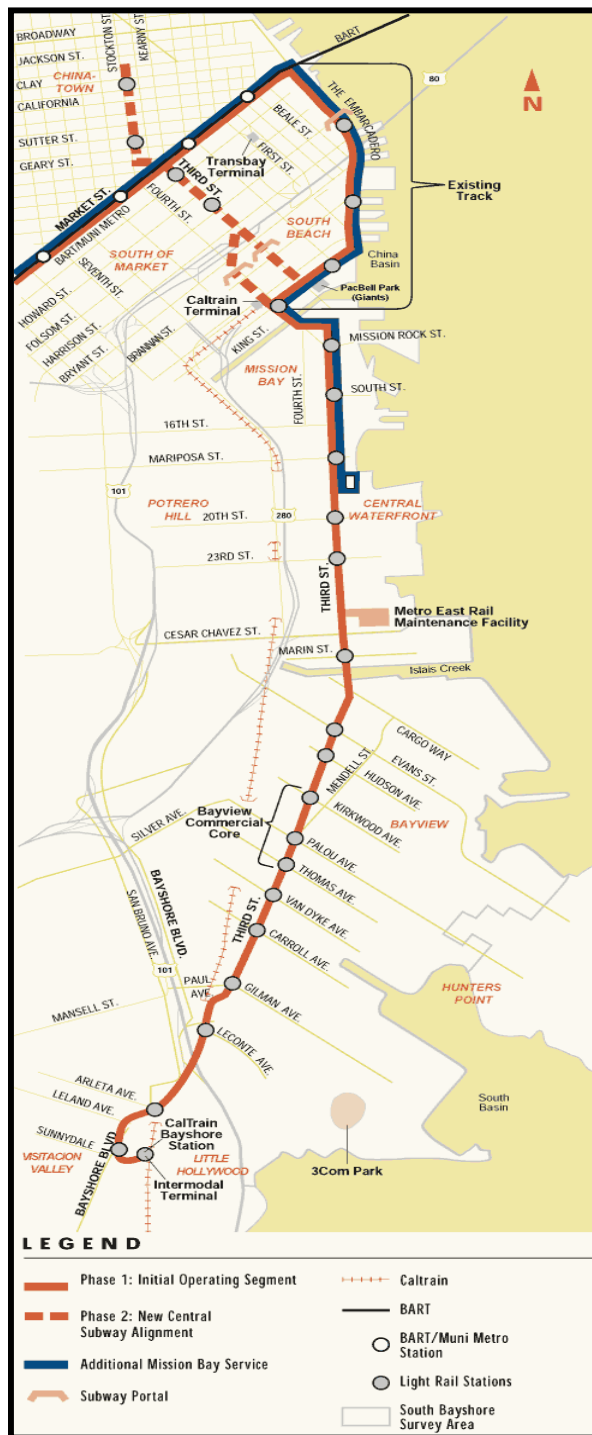 BROADWAY
JACKSON ST.
CLAY
CALIFORNIA
SUTTER ST.
GEARY ST.
STOCKTON ST.
KEARNY ST.
CHINA-
TOWN
BART
80
N
THE EMBARCADERO
BEALE ST.
FIRST ST.
Transbay
Terminal
THIRD ST.
FOURTH ST.
MARKET ST.
BART/MUNI METRO
Existing
Track
SOUTH
BEACH
SOUTH OF
MARKET
SEVENTH ST.
China
Basin
PacBell Park
(Giants)
Caltrain
Terminal
HOWARD ST.
FOLSOM ST.
HARRISON ST.
BRYANT ST.
BRANNAN ST.
KING ST.
MISSION
BAY
FOURTH ST.
MISSION ROCK ST.
SOUTH ST.
16TH ST.
MARIPOSA ST.
101
POTRERO
HILL
280
20TH ST.
CENTRAL
WATERFRONT
23RD ST.
THIRD ST.
Metro East Rail
Maintenance Facility
CESAR CHAVEZ ST.
MARIN ST.
Islais Creek
CARGO WAY
MENDELL ST.
EVANS ST.
HUDSON AVE.
KIRKWOOD AVE.
BAYVIEW
Bayview
Commercial
Core
SILVER AVE.
PALOU AVE.
THOMAS AVE.
BAYSHORE BLVD.
SAN BRUNO AVE.
THIRD ST.
VAN DYKE AVE.
CARROLL AVE.
101
PAUL
AVE
GILMAN AVE.
MANSELL ST.
HUNTERS
POINT
LECONTE AVE.
South
Basin
ARLETA AVE.
LELAND AVE.
SUNNYDALE
CalTrain
Bayshore
Station
VISITACION
VALLEY
BAYSHORE BLVD.
LITTLE
HOLLYWOOD
Intermodal
Terminal
3Com Park
LEGEND
Phase 1: Initial Operating Segment
Phase 2: New Central
Subway Alignment
Additional Mission Bay Service
Subway Portal
Caltrain
BART
BART/Muni Metro
Station
Light Rail Stations
South Bayshore
Survey Area